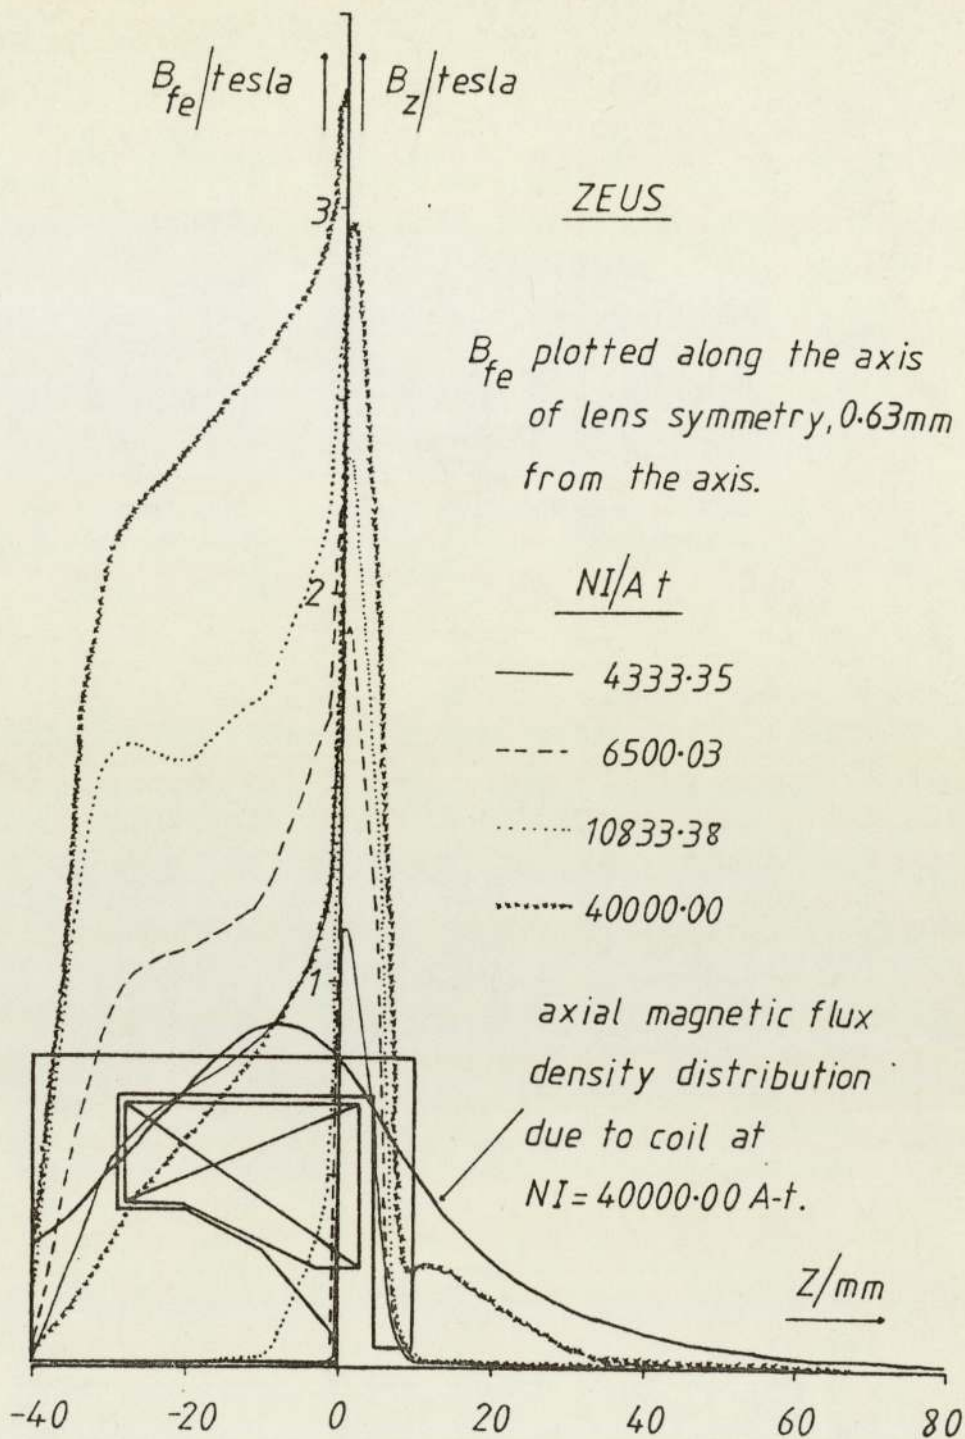 B_fe/tesla
B_z/tesla
3
2
1
ZEUS
B_fe plotted along the axis
of lens symmetry, 0·63mm
from the axis.
NI/A t
4333·35
6500·03
10833·38
40000·00
axial magnetic flux
density distribution
due to coil at
NI = 40000·00 A-t.
Z/mm
-40 -20 0 20 40 60 80